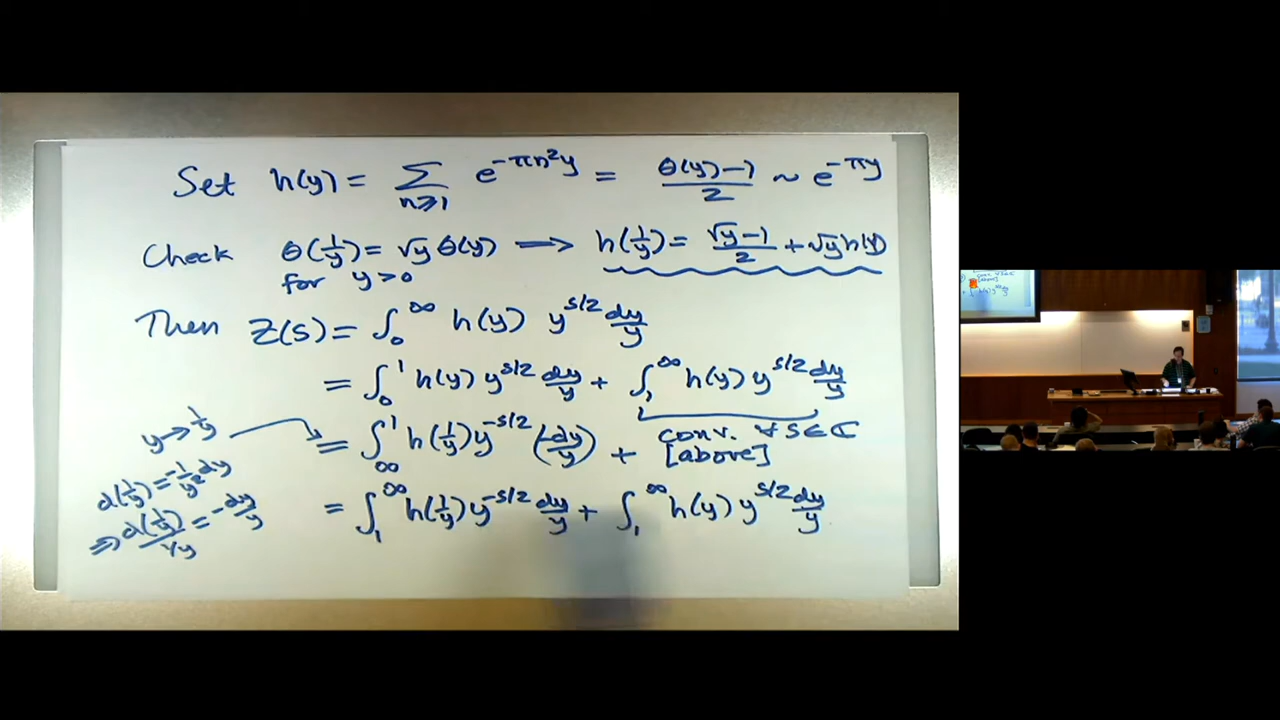 Set h(y) = ∑_{n≥1} e^{-πn²y} = (θ(y)-1)/2 ~ e^{-πy}
Check θ(1/y) = √y θ(y) ⟶ h(1/y) = (√y-1)/2 + √y h(y)
for y>0
Then Z(s) = ∫_0^∞ h(y) y^{s/2} dy/y
= ∫_0^1 h(y) y^{s/2} dy/y + ∫_1^∞ h(y) y^{s/2} dy/y
y → 1/y
= ∫_∞^1 h(1/y) y^{-s/2} (-dy/y) + conv. ∀ s ∈ ℂ
[above]
d(1/y) = -1/y² dy
⇒ d(1/y)/(1/y) = -dy/y
= ∫_1^∞ h(1/y) y^{-s/2} dy/y + ∫_1^∞ h(y) y^{s/2} dy/y